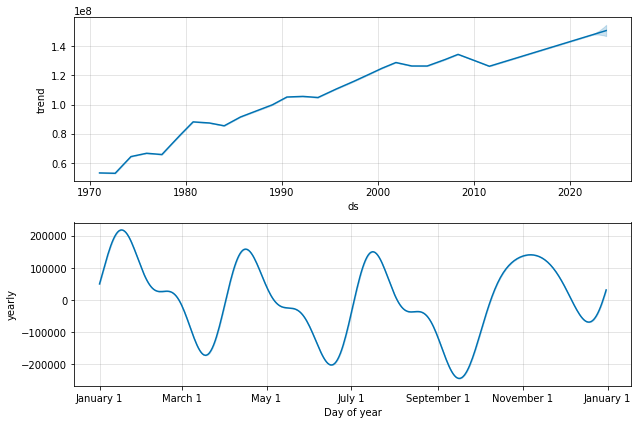 1e8
1.4
1.2
1.0
0.8
0.6
trend
1970 1980 1990 2000 2010 2020
ds
200000
100000
0
−100000
−200000
yearly
January 1 March 1 May 1 July 1 September 1 November 1 January 1
Day of year